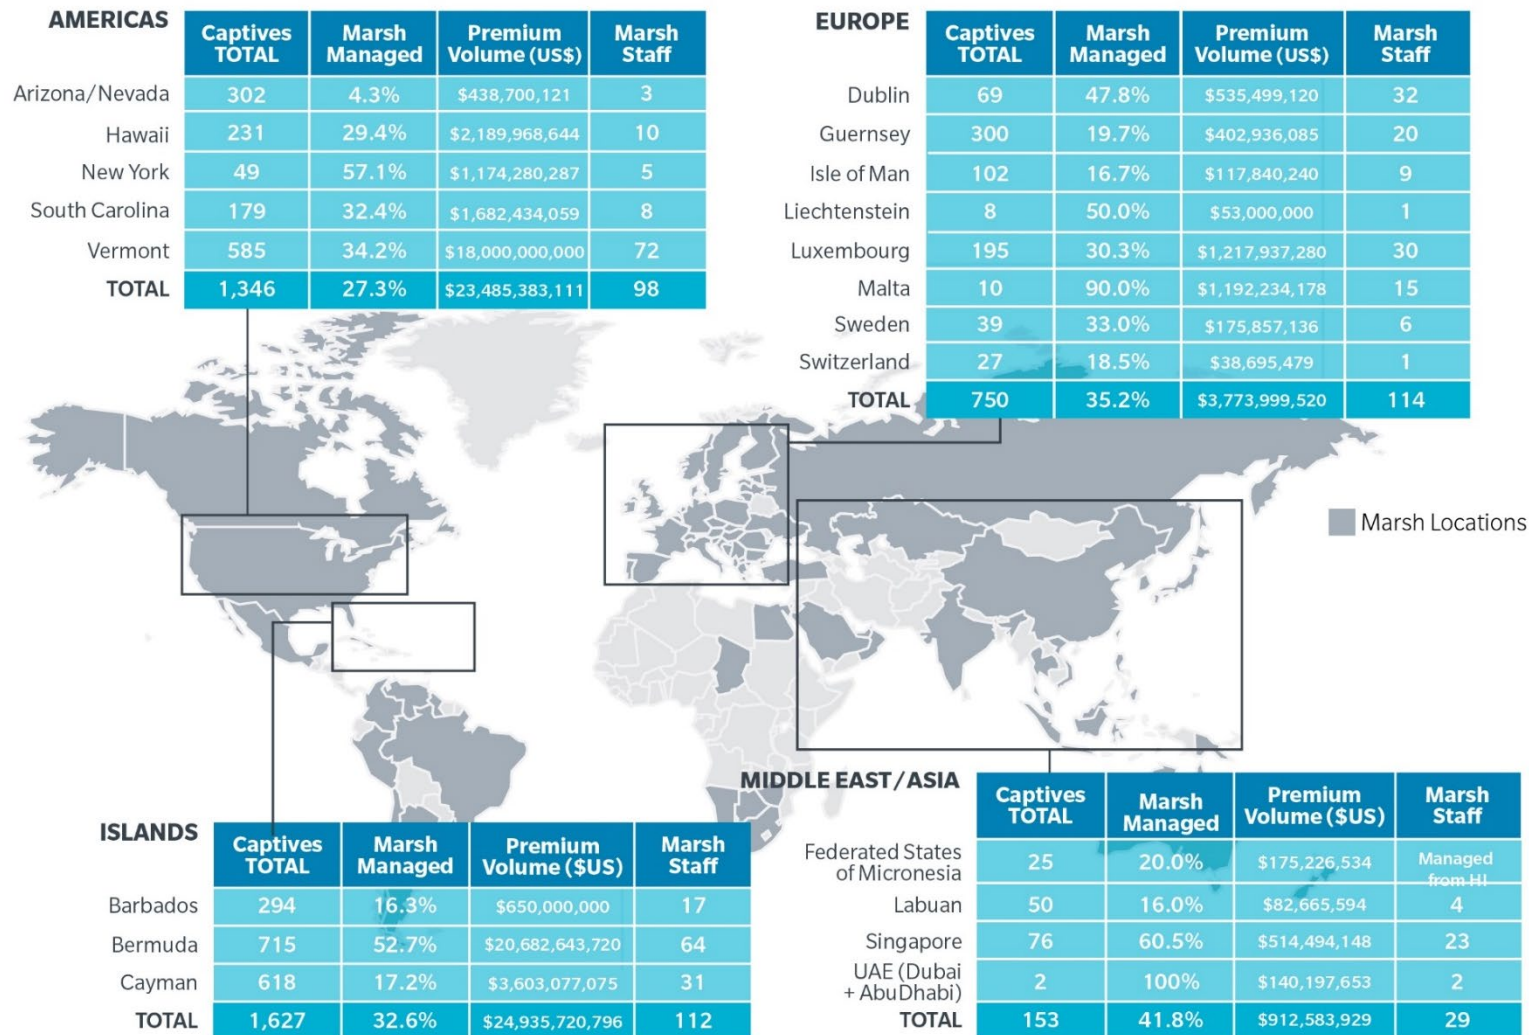 AMERICAS
Captives TOTAL Marsh Managed Premium Volume (US$) Marsh Staff
Arizona/Nevada 302 4.3% $438,700,121 3
Hawaii 231 29.4% $2,189,968,644 10
New York 49 57.1% $1,174,280,287 5
South Carolina 179 32.4% $1,682,434,059 8
Vermont 585 34.2% $18,000,000,000 72
TOTAL 1,346 27.3% $23,485,383,111 98
EUROPE
Captives TOTAL Marsh Managed Premium Volume (US$) Marsh Staff
Dublin 69 47.8% $535,499,120 32
Guernsey 300 19.7% $402,936,085 20
Isle of Man 102 16.7% $117,840,240 9
Liechtenstein 8 50.0% $53,000,000 1
Luxembourg 195 30.3% $1,217,937,280 30
Malta 10 90.0% $1,192,234,178 15
Sweden 39 33.0% $175,857,136 6
Switzerland 27 18.5% $38,695,479 1
TOTAL 750 35.2% $3,773,999,520 114
Marsh Locations
ISLANDS
Captives TOTAL Marsh Managed Premium Volume ($US) Marsh Staff
Barbados 294 16.3% $650,000,000 17
Bermuda 715 52.7% $20,682,643,720 64
Cayman 618 17.2% $3,603,077,075 31
TOTAL 1,627 32.6% $24,935,720,796 112
MIDDLE EAST/ASIA
Captives TOTAL Marsh Managed Premium Volume ($US) Marsh Staff
Federated States of Micronesia 25 20.0% $175,226,534 Managed from HI
Labuan 50 16.0% $82,665,594 4
Singapore 76 60.5% $514,494,148 23
UAE (Dubai + AbuDhabi) 2 100% $140,197,653 2
TOTAL 153 41.8% $912,583,929 29